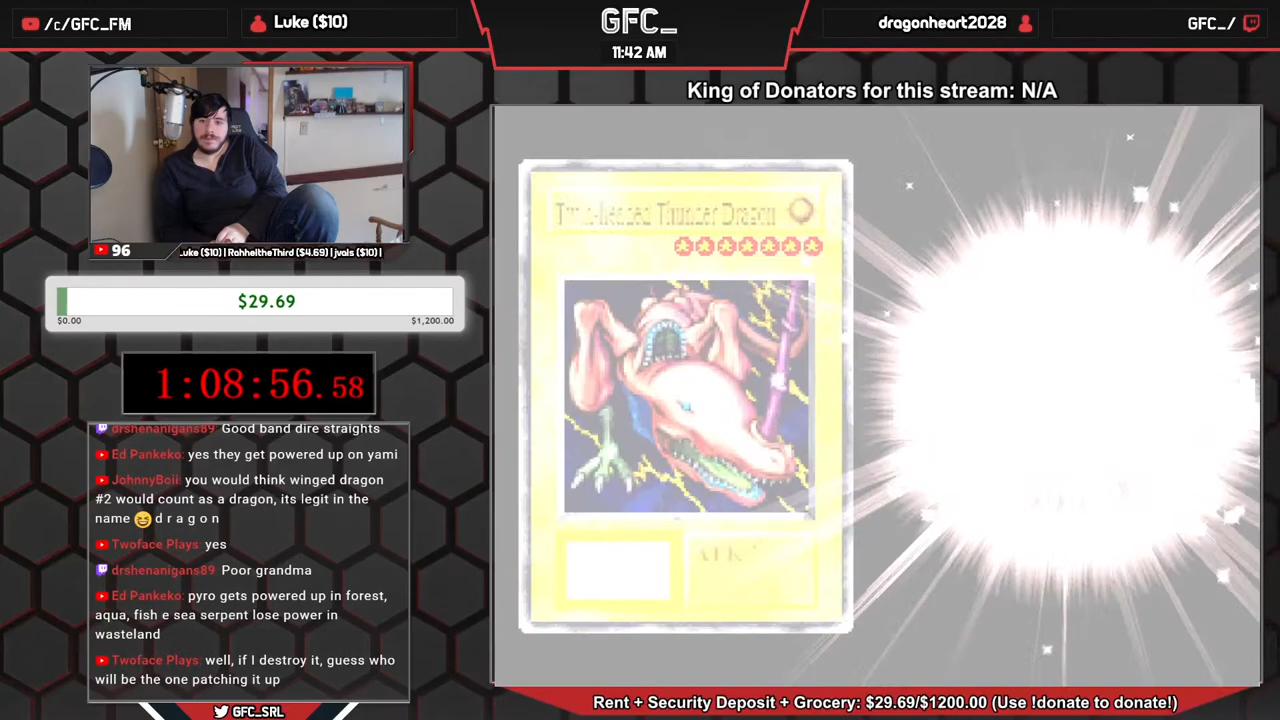 /c/GFC_FM
Luke ($10)
GFC_
11:42 AM
dragonheart2028
GFC_/
King of Donators for this stream: N/A
96
Luke ($10) | RahheltheThird ($4.69) | jvals ($10) |
$29.69
$0.00
$1,200.00
1:08:56.58
drshenanigans89 Good band dire straights
Ed Pankeko: yes they get powered up on yami
JohnnyBoii: you would think winged dragon
#2 would count as a dragon, its legit in the
name 😆 d r a g o n
Twoface Plays: yes
drshenanigans89 Poor grandma
Ed Pankeko: pyro gets powered up in forest,
aqua, fish e sea serpent lose power in
wasteland
Twoface Plays: well, if I destroy it, guess who
will be the one patching it up
GFC_SRL
Twin-headed Thunder Dragon
ATK
Rent + Security Deposit + Grocery: $29.69/$1200.00 (Use !donate to donate!)